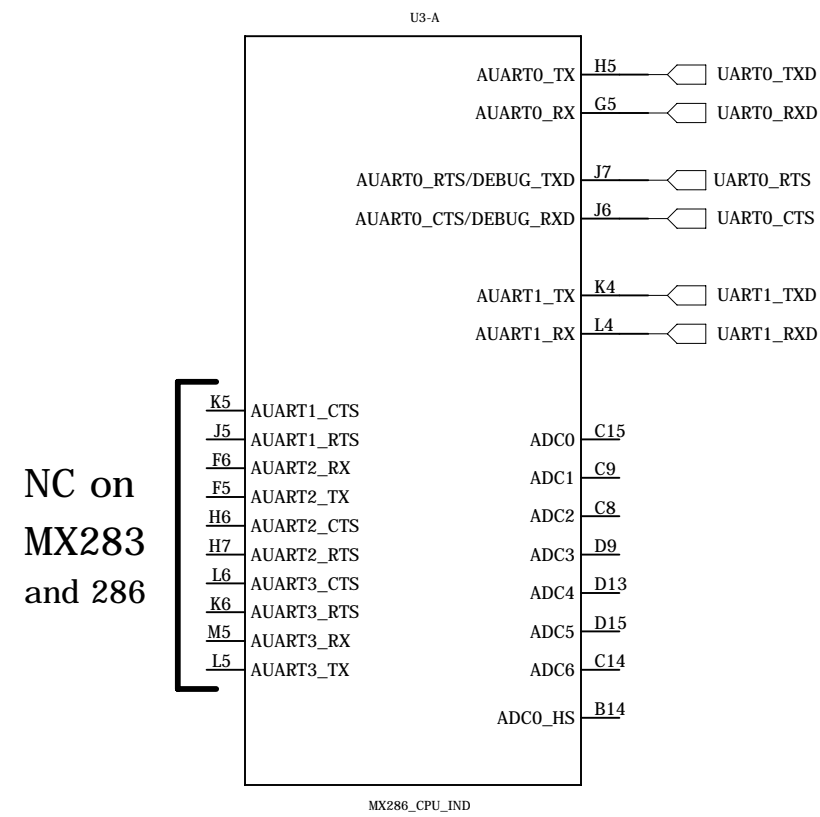 U3-A
AUART0_TX H5 UART0_TXD
AUART0_RX G5 UART0_RXD
AUART0_RTS/DEBUG_TXD J7 UART0_RTS
AUART0_CTS/DEBUG_RXD J6 UART0_CTS
AUART1_TX K4 UART1_TXD
AUART1_RX L4 UART1_RXD
NC on
MX283
and 286
K5 AUART1_CTS
J5 AUART1_RTS
F6 AUART2_RX
F5 AUART2_TX
H6 AUART2_CTS
H7 AUART2_RTS
L6 AUART3_CTS
K6 AUART3_RTS
M5 AUART3_RX
L5 AUART3_TX
ADC0 C15
ADC1 C9
ADC2 C8
ADC3 D9
ADC4 D13
ADC5 D15
ADC6 C14
ADC0_HS B14
MX286_CPU_IND